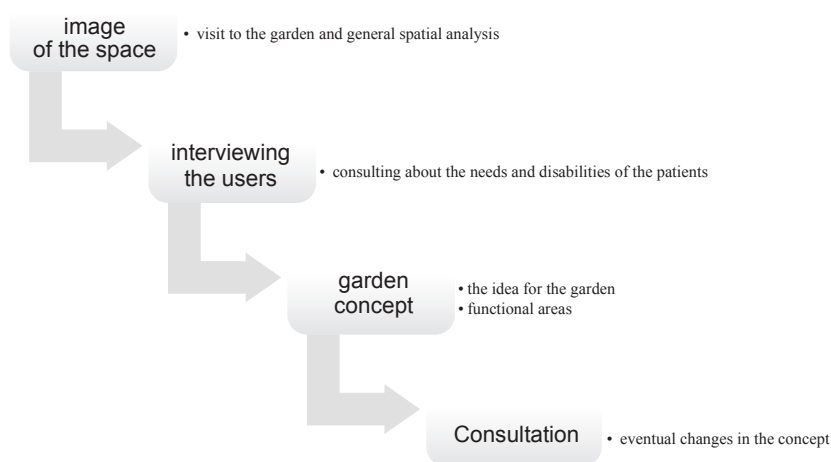 image
of the space
• visit to the garden and general spatial analysis
interviewing
the users
• consulting about the needs and disabilities of the patients
garden
concept
• the idea for the garden
• functional areas
Consultation
• eventual changes in the concept